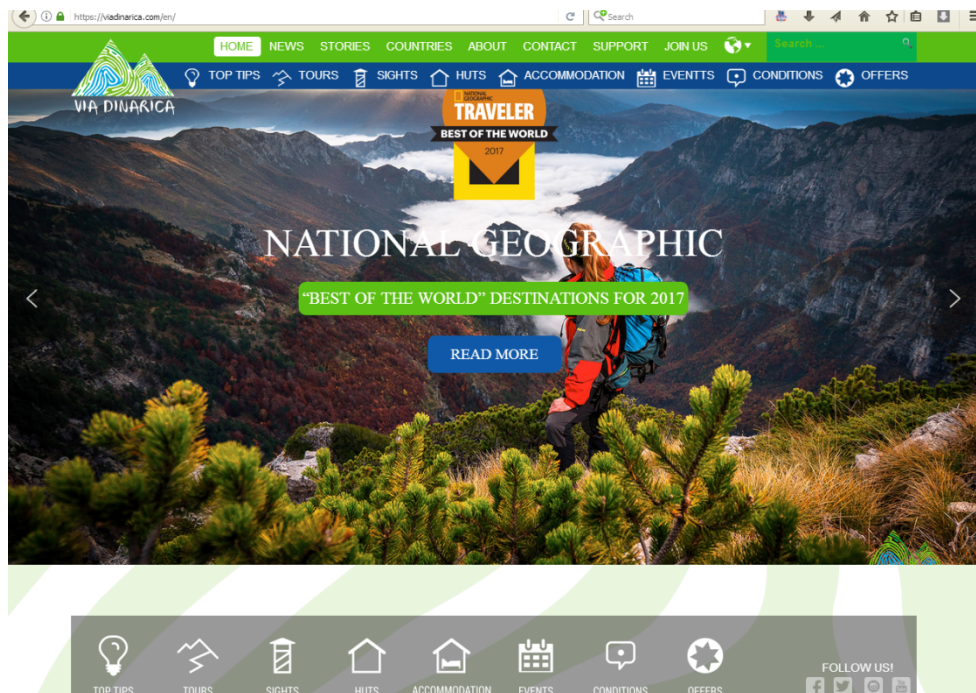 https://viadinarica.com/en/
Search
HOME NEWS STORIES COUNTRIES ABOUT CONTACT SUPPORT JOIN US
Search ...
TOP TIPS TOURS SIGHTS HUTS ACCOMMODATION EVENTTS CONDITIONS OFFERS
VIA DINARICA
NATIONAL GEOGRAPHIC
TRAVELER
BEST OF THE WORLD
2017
NATIONAL GEOGRAPHIC
“BEST OF THE WORLD” DESTINATIONS FOR 2017
READ MORE
FOLLOW US!
TOP TIPS TOURS SIGHTS HUTS ACCOMMODATION EVENTS CONDITIONS OFFERS